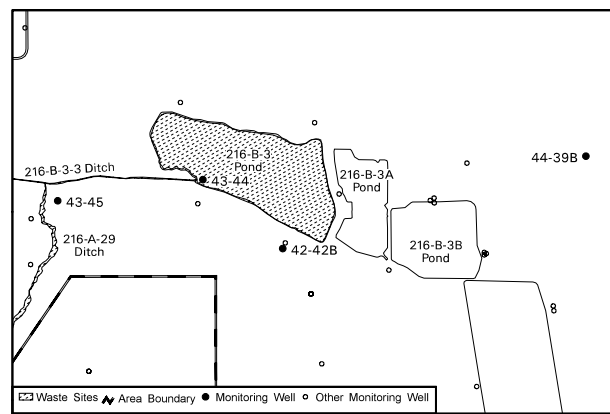 216-B-3
Pond
44-39B
216-B-3-3 Ditch
216-B-3A
Pond
43-44
43-45
216-A-29
Ditch
42-42B
216-B-3B
Pond
Waste Sites Area Boundary Monitoring Well Other Monitoring Well